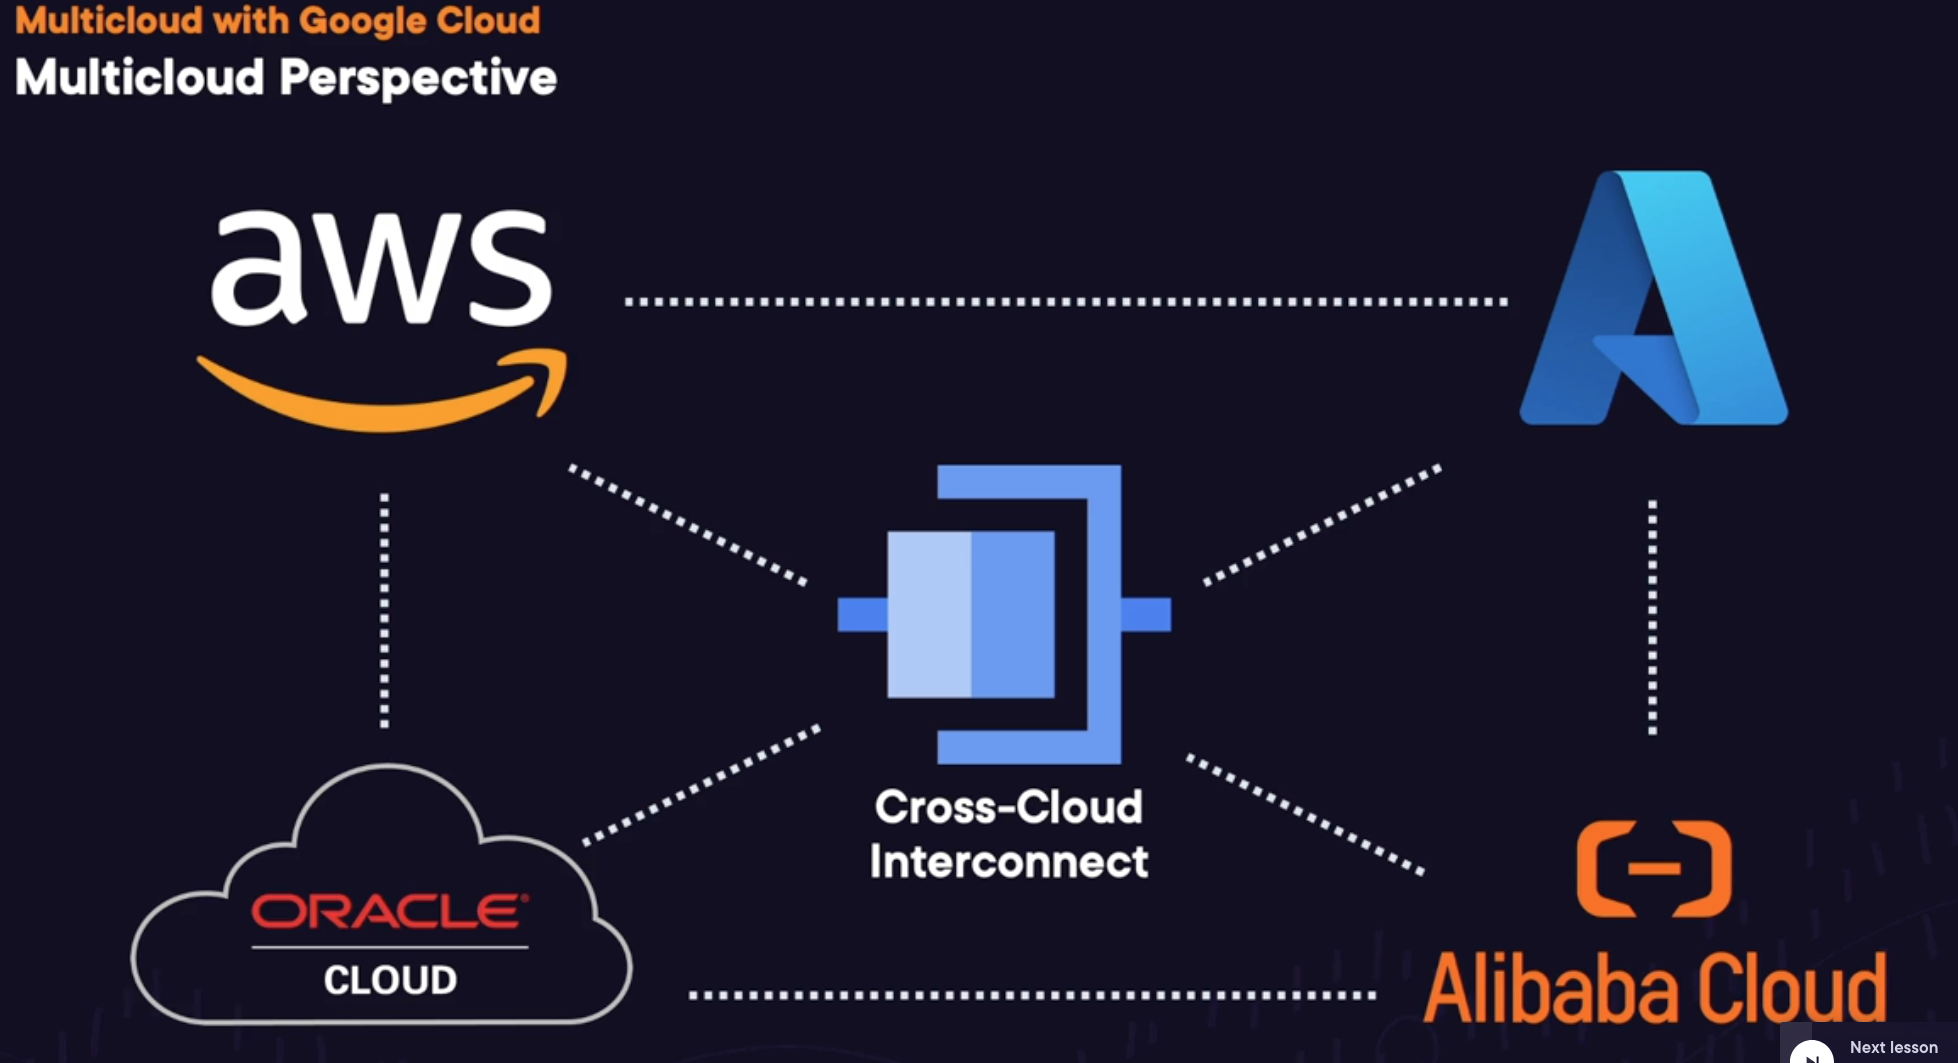 Multicloud with Google Cloud
Multicloud Perspective
aws
Cross-Cloud
Interconnect
ORACLE®
CLOUD
Alibaba Cloud
Next lesson